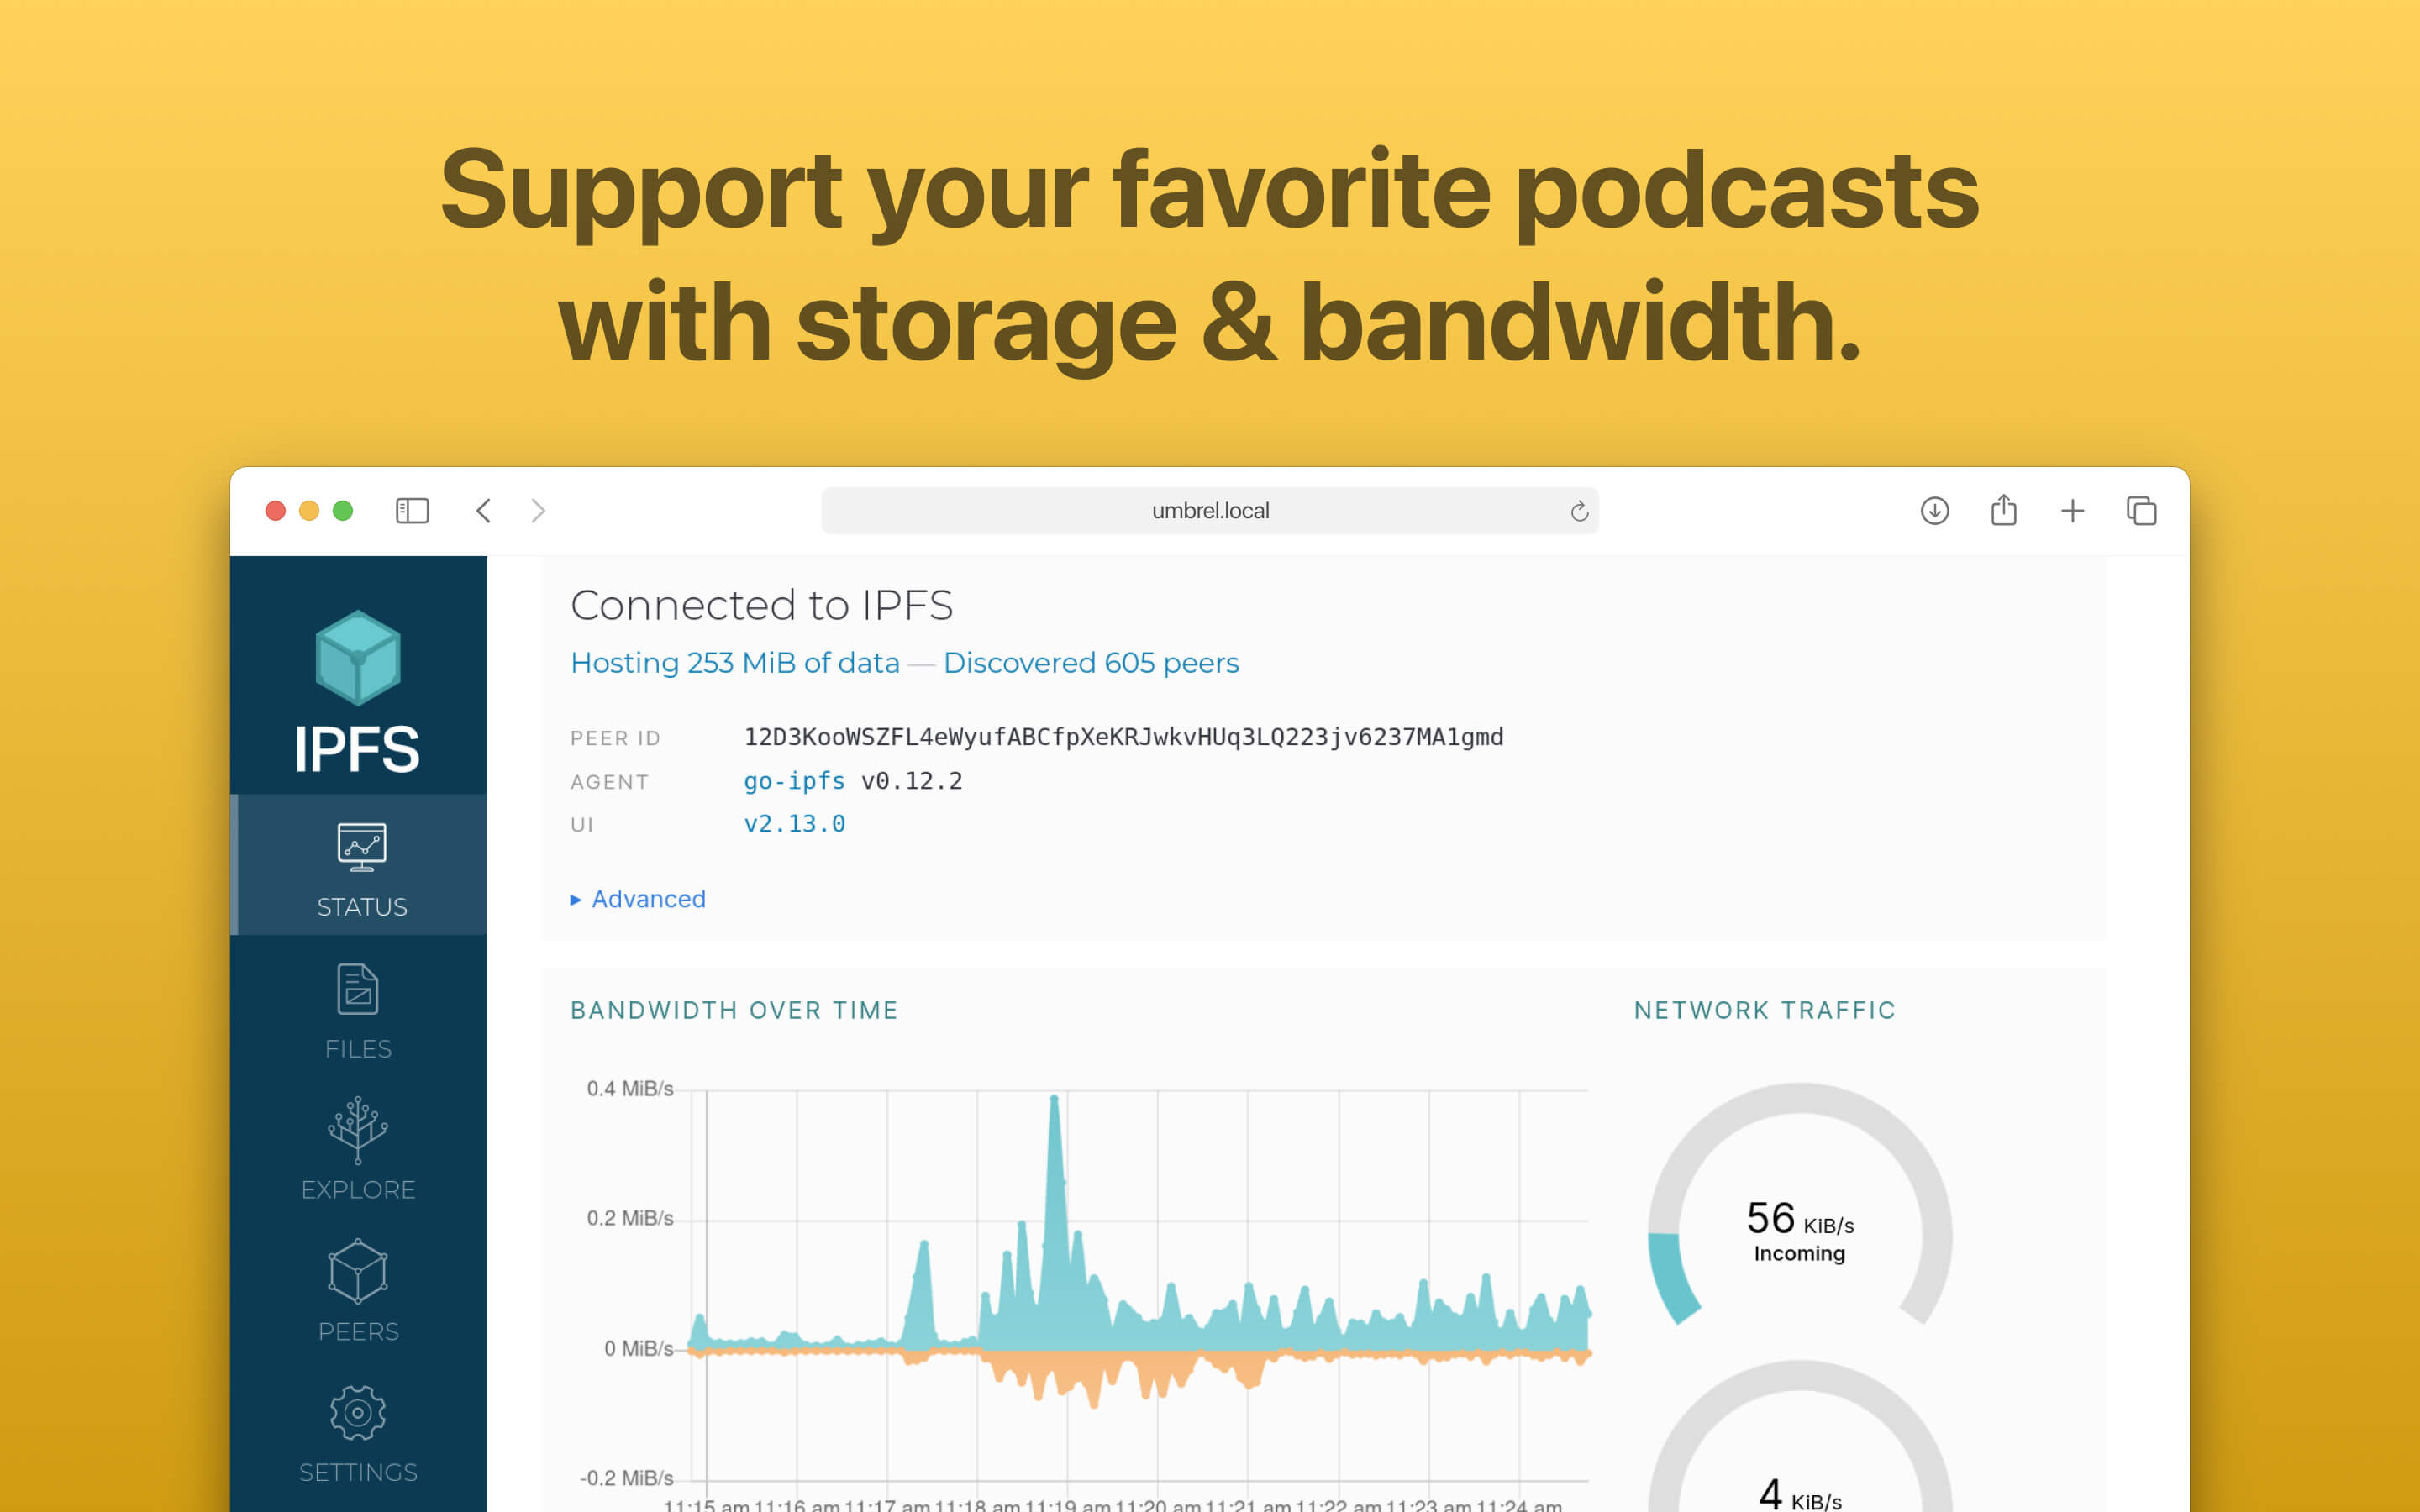 Support your favorite podcasts
with storage & bandwidth.
umbrel.local
IPFS
STATUS
FILES
EXPLORE
PEERS
SETTINGS
Connected to IPFS
Hosting 253 MiB of data — Discovered 605 peers
PEER ID 12D3KooWSZFL4eWyufABCfpXeKRJwkvHUq3LQ223jv6237MA1gmd
AGENT go-ipfs v0.12.2
UI v2.13.0
▸ Advanced
BANDWIDTH OVER TIME
0.4 MiB/s
0.2 MiB/s
0 MiB/s
-0.2 MiB/s
11:15 am 11:16 am 11:17 am 11:18 am 11:19 am 11:20 am 11:21 am 11:22 am 11:23 am 11:24 am
NETWORK TRAFFIC
56 KiB/s
Incoming
4 KiB/s